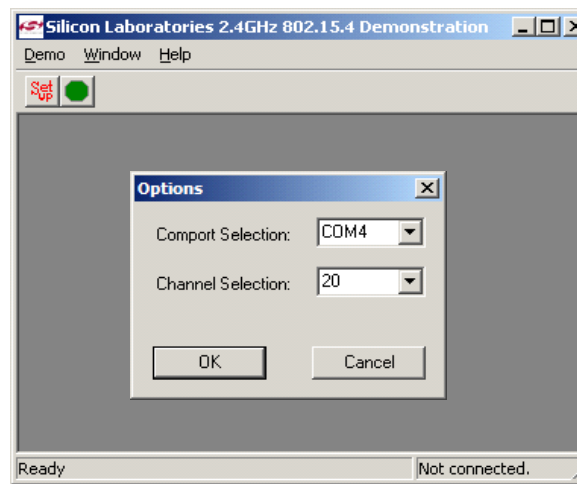 Silicon Laboratories 2.4GHz 802.15.4 Demonstration
Demo Window Help
Set UP
Options
Comport Selection: COM4
Channel Selection: 20
OK Cancel
Ready Not connected.